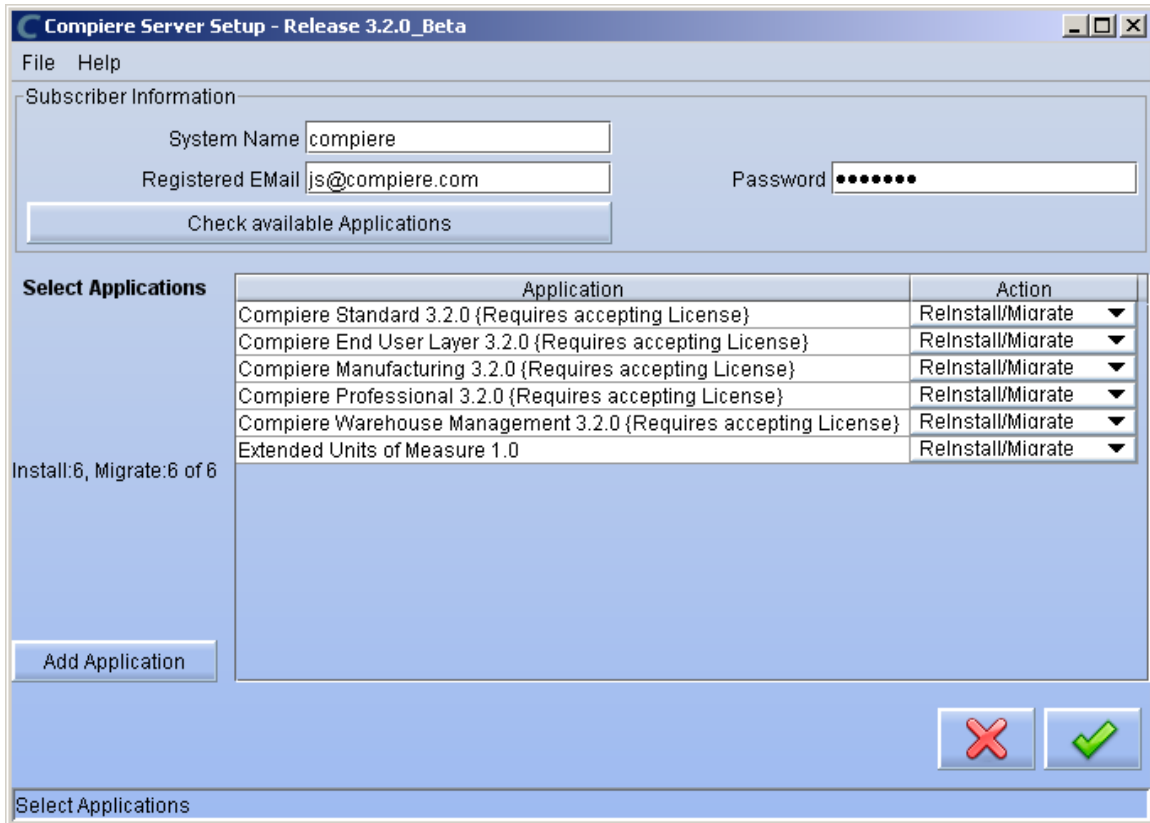 Compiere Server Setup - Release 3.2.0_Beta
File Help
Subscriber Information
System Name compiere
Registered EMail js@compiere.com Password •••••••
Check available Applications
Select Applications
Application Action
Compiere Standard 3.2.0 {Requires accepting License} ReInstall/Migrate
Compiere End User Layer 3.2.0 {Requires accepting License} ReInstall/Migrate
Compiere Manufacturing 3.2.0 {Requires accepting License} ReInstall/Migrate
Compiere Professional 3.2.0 {Requires accepting License} ReInstall/Migrate
Compiere Warehouse Management 3.2.0 {Requires accepting License} ReInstall/Migrate
Extended Units of Measure 1.0 ReInstall/Migrate
Install:6, Migrate:6 of 6
Add Application
Select Applications